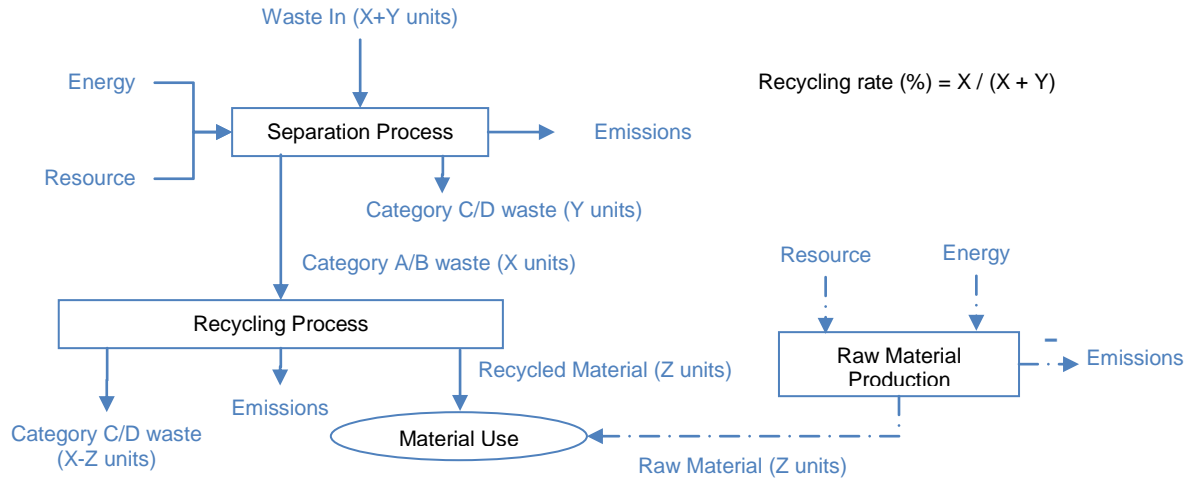 Waste In (X+Y units)
Energy
Recycling rate (%) = X / (X + Y)
Separation Process
Emissions
Resource
Category C/D waste (Y units)
Category A/B waste (X units)
Resource
Energy
Recycling Process
Raw Material
Production
Emissions
Recycled Material (Z units)
Emissions
Category C/D waste
(X-Z units)
Material Use
Raw Material (Z units)